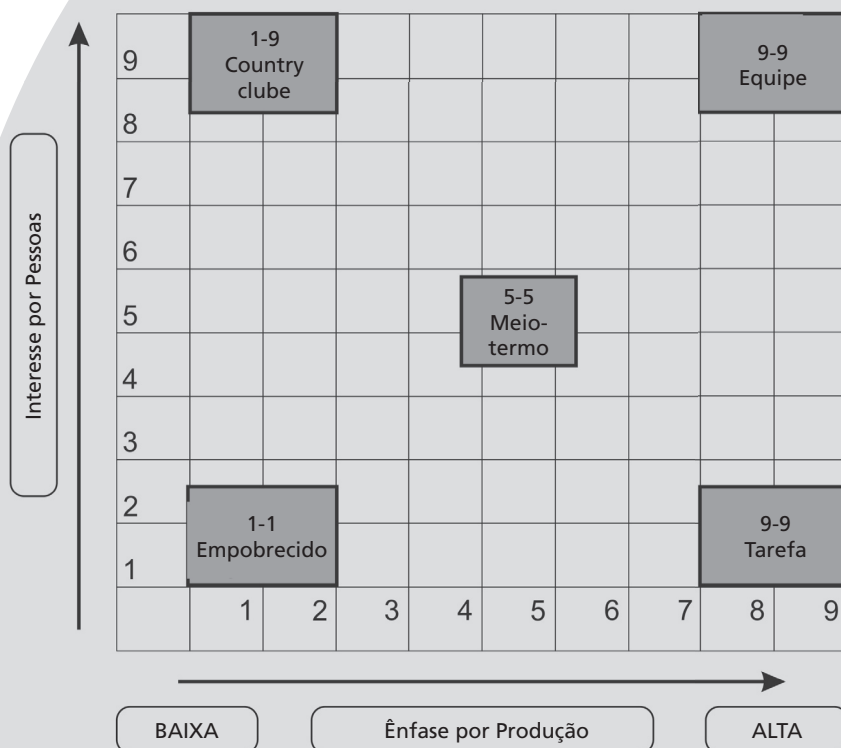 9
8
7
6
5
4
3
2
1
1-9
Country
clube
9-9
Equipe
5-5
Meio-
termo
1-1
Empobrecido
9-9
Tarefa
Interesse por Pessoas
1 2 3 4 5 6 7 8 9
BAIXA
Ênfase por Produção
ALTA